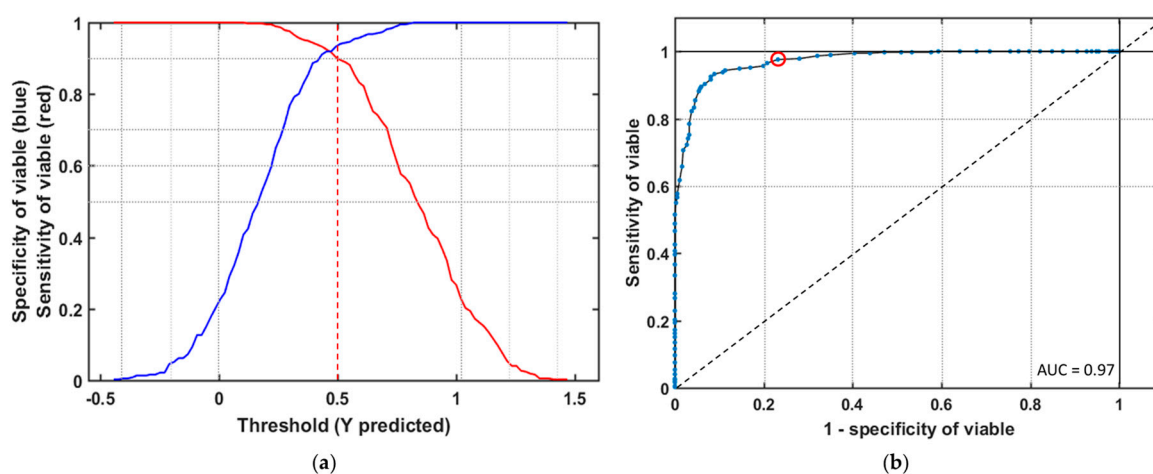 Specificity of viable (blue)
Sensitivity of viable (red)
1
0.8
0.6
0.4
0.2
0
-0.5
0
0.5
1
1.5
Threshold (Y predicted)
(a)
Sensitivity of viable
1
0.8
0.6
0.4
0.2
0
0
0.2
0.4
0.6
0.8
1
AUC = 0.97
1 - specificity of viable
(b)